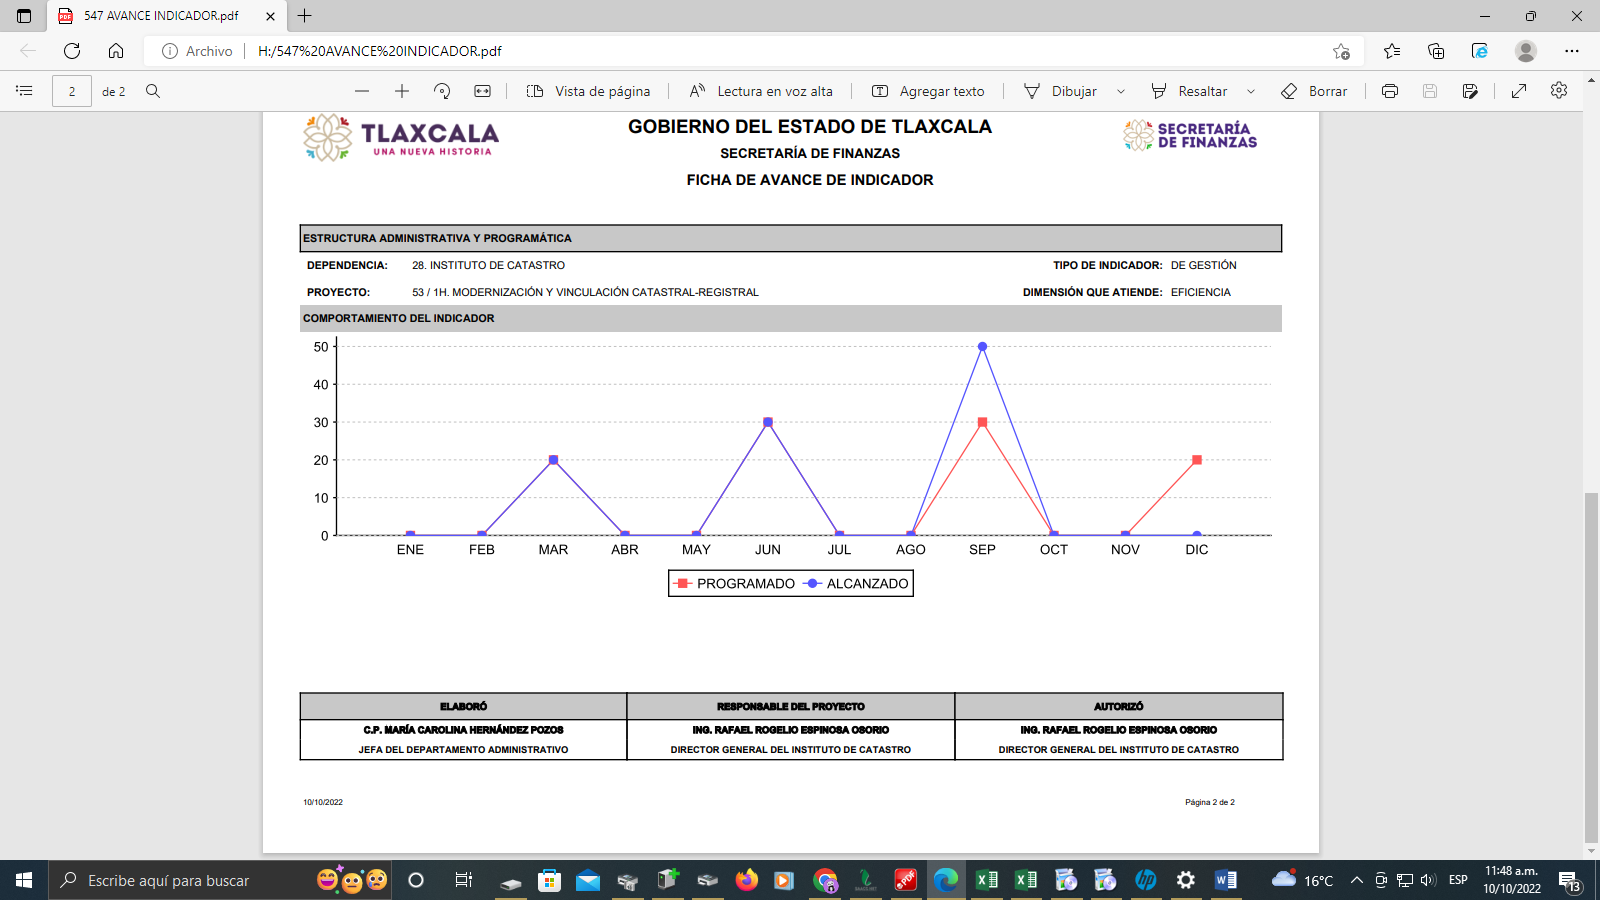 547 AVANCE INDICADOR.pdf
Archivo
H:/547%20AVANCE%20INDICADOR.pdf
2
de 2
Vista de página
Lectura en voz alta
Agregar texto
Dibujar
Resaltar
Borrar
TLAXCALA
UNA NUEVA HISTORIA
GOBIERNO DEL ESTADO DE TLAXCALA
SECRETARÍA DE FINANZAS
FICHA DE AVANCE DE INDICADOR
SECRETARÍA
DE FINANZAS
ESTRUCTURA ADMINISTRATIVA Y PROGRAMÁTICA
DEPENDENCIA: 28. INSTITUTO DE CATASTRO TIPO DE INDICADOR: DE GESTIÓN
PROYECTO: 53 / 1H. MODERNIZACIÓN Y VINCULACIÓN CATASTRAL-REGISTRAL DIMENSIÓN QUE ATIENDE: EFICIENCIA
COMPORTAMIENTO DEL INDICADOR
50
40
30
20
10
0
ENE FEB MAR ABR MAY JUN JUL AGO SEP OCT NOV DIC
PROGRAMADO ALCANZADO
ELABORÓ RESPONSABLE DEL PROYECTO AUTORIZÓ
C.P. MARÍA CAROLINA HERNÁNDEZ POZOS ING. RAFAEL ROGELIO ESPINOSA OSORIO ING. RAFAEL ROGELIO ESPINOSA OSORIO
JEFA DEL DEPARTAMENTO ADMINISTRATIVO DIRECTOR GENERAL DEL INSTITUTO DE CATASTRO DIRECTOR GENERAL DEL INSTITUTO DE CATASTRO
10/10/2022 Página 2 de 2
Escribe aquí para buscar
16°C
ESP
11:48 a.m.
10/10/2022
13